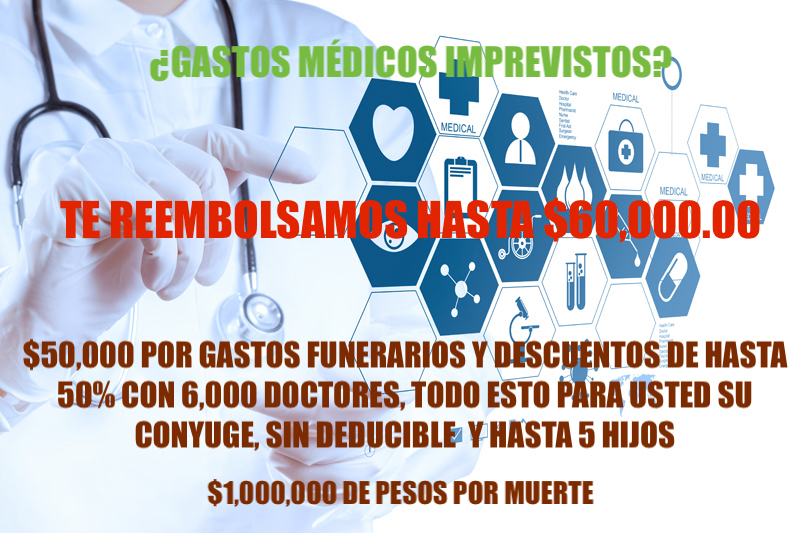 ¿GASTOS MÉDICOS IMPREVISTOS?
MEDICAL
Health Care
Doctor
Hospital
Pharmacist
Nurse
Dentist
First Aid
Surgeon
Emergency
MEDICAL
MEDICAL
MEDICAL
TE REEMBOLSAMOS HASTA $60,000.00
$50,000 POR GASTOS FUNERARIOS Y DESCUENTOS DE HASTA
50% CON 6,000 DOCTORES, TODO ESTO PARA USTED SU
CONYUGE, SIN DEDUCIBLE Y HASTA 5 HIJOS
$1,000,000 DE PESOS POR MUERTE